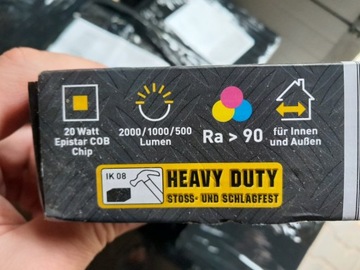 20 Watt
Epistar COB
Chip
2000/1000/500
Lumen
Ra > 90
für Innen
und Außen
IK 08
HEAVY DUTY
STOSS- UND SCHLAGFEST